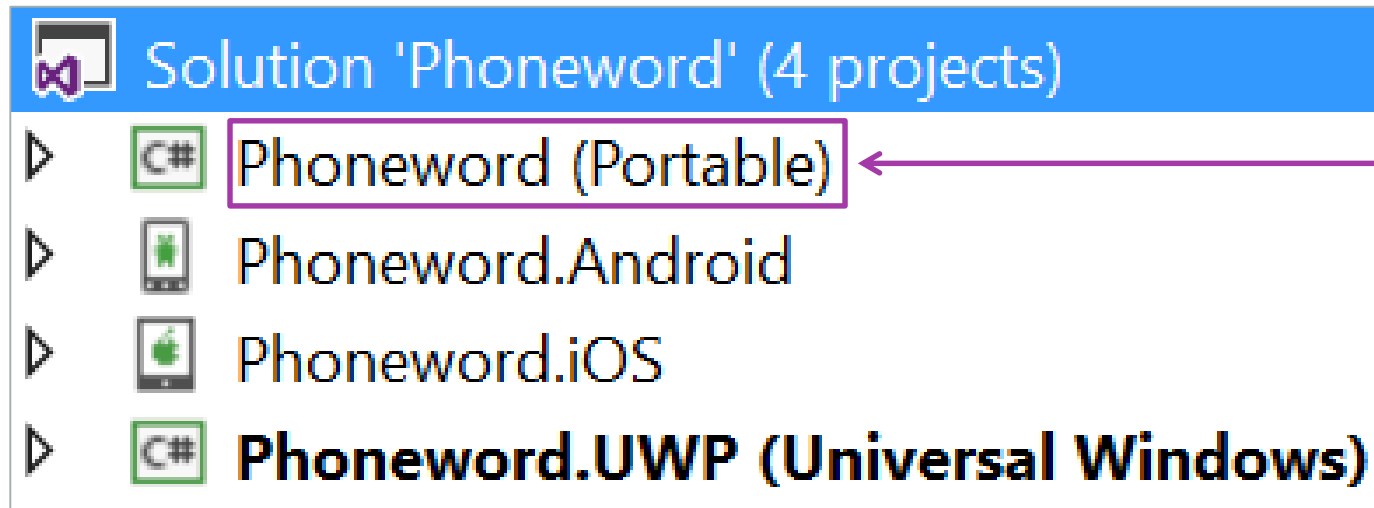 Solution 'Phoneword' (4 projects)
C# Phoneword (Portable)
Phoneword.Android
Phoneword.iOS
C# Phoneword.UWP (Universal Windows)